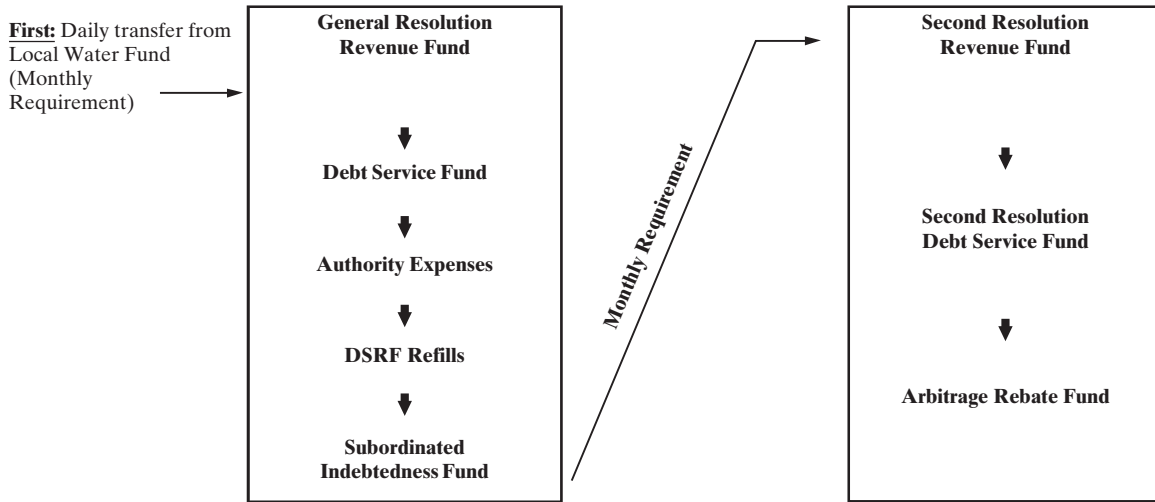 First: Daily transfer from
Local Water Fund
(Monthly
Requirement)
General Resolution
Revenue Fund
Debt Service Fund
Authority Expenses
DSRF Refills
Subordinated
Indebtedness Fund
Monthly Requirement
Second Resolution
Revenue Fund
Second Resolution
Debt Service Fund
Arbitrage Rebate Fund